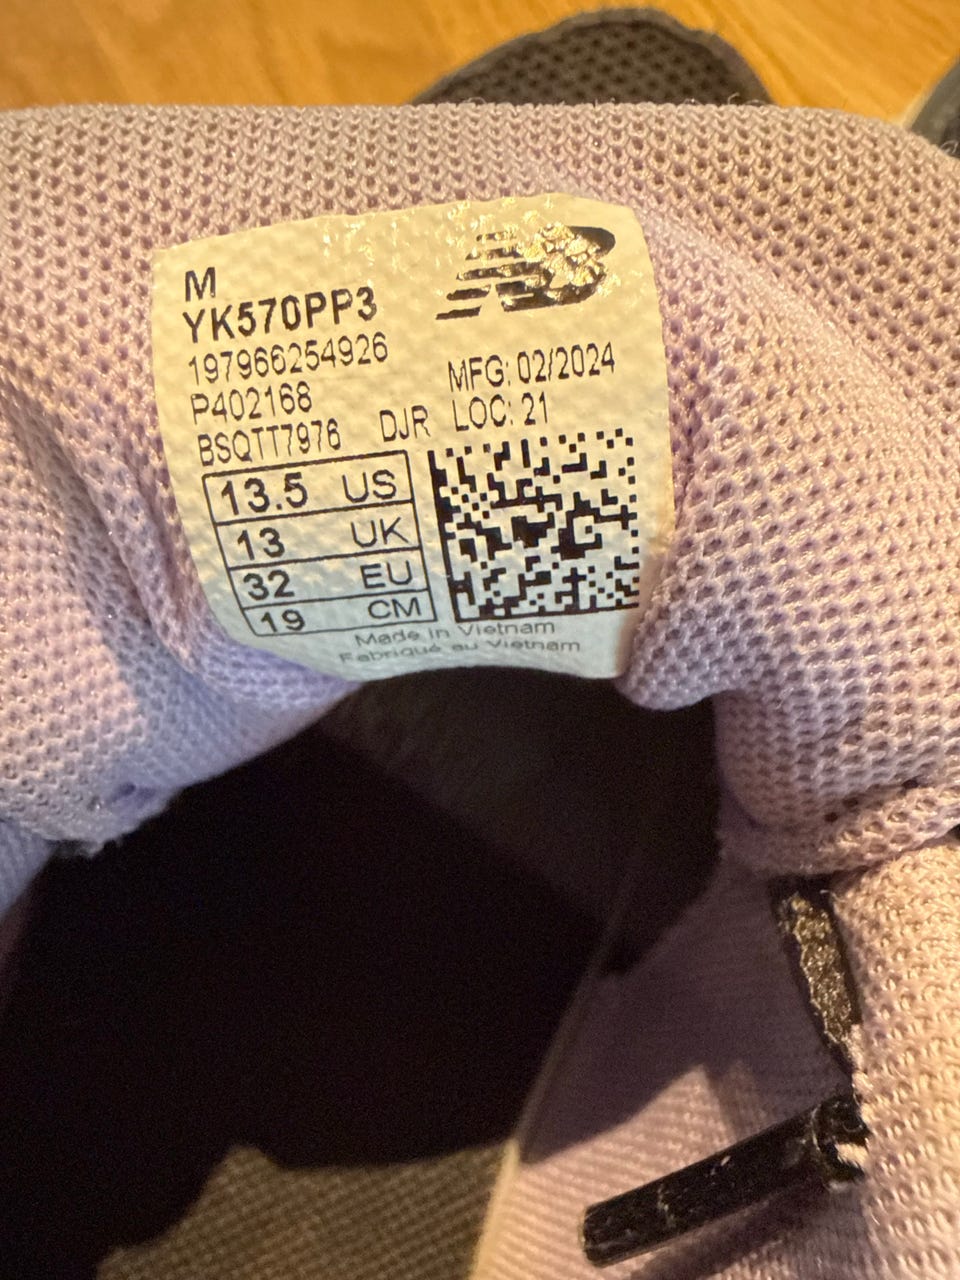 M
YK570PP3
197966254926
P402168
BSQTT7976 DJR
NB
MFG: 02/2024
LOC: 21
13.5 US
13 UK
32 EU
19 CM
Made in Vietnam
Fabriqué au Vietnam